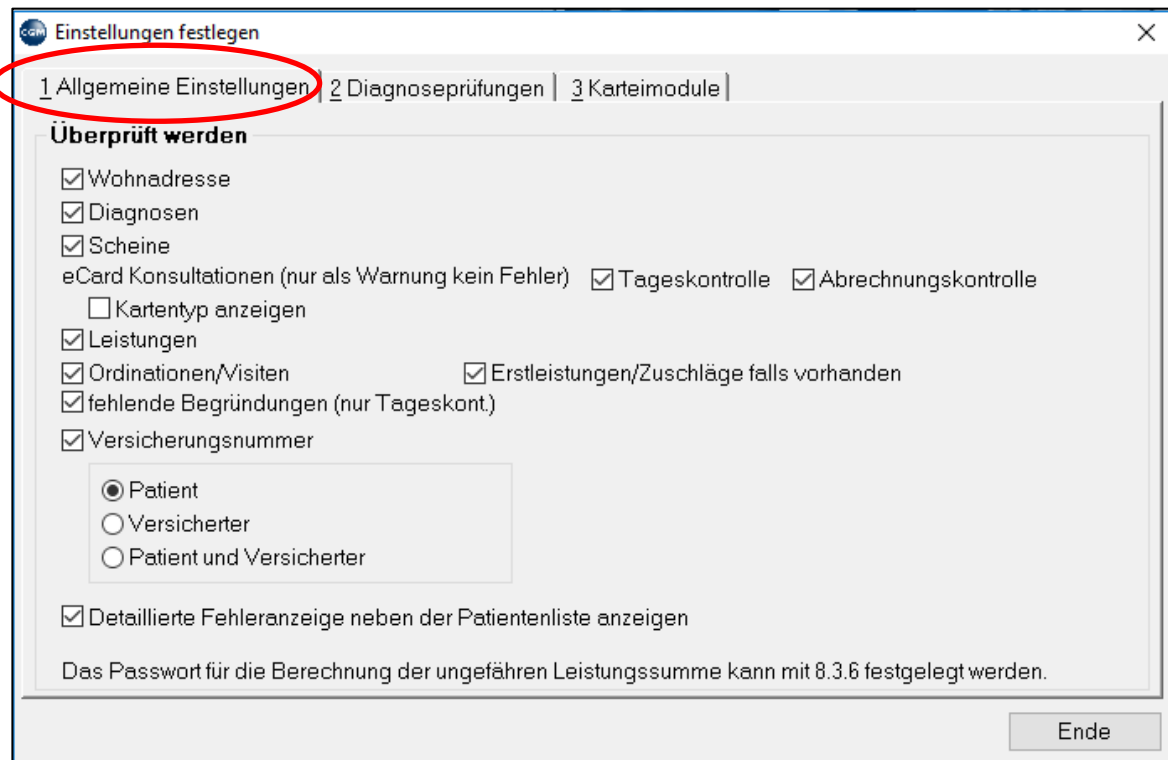 CGM Einstellungen festlegen
1 Allgemeine Einstellungen 2 Diagnoseprüfungen 3 Karteimodule
Überprüft werden
Wohnadresse
Diagnosen
Scheine
eCard Konsultationen (nur als Warnung kein Fehler) Tageskontrolle Abrechnungskontrolle
Kartentyp anzeigen
Leistungen
Ordinationen/Visiten Erstleistungen/Zuschläge falls vorhanden
fehlende Begründungen (nur Tageskont.)
Versicherungsnummer
Patient
Versicherter
Patient und Versicherter
Detaillierte Fehleranzeige neben der Patientenliste anzeigen
Das Passwort für die Berechnung der ungefähren Leistungssumme kann mit 8.3.6 festgelegt werden.
Ende